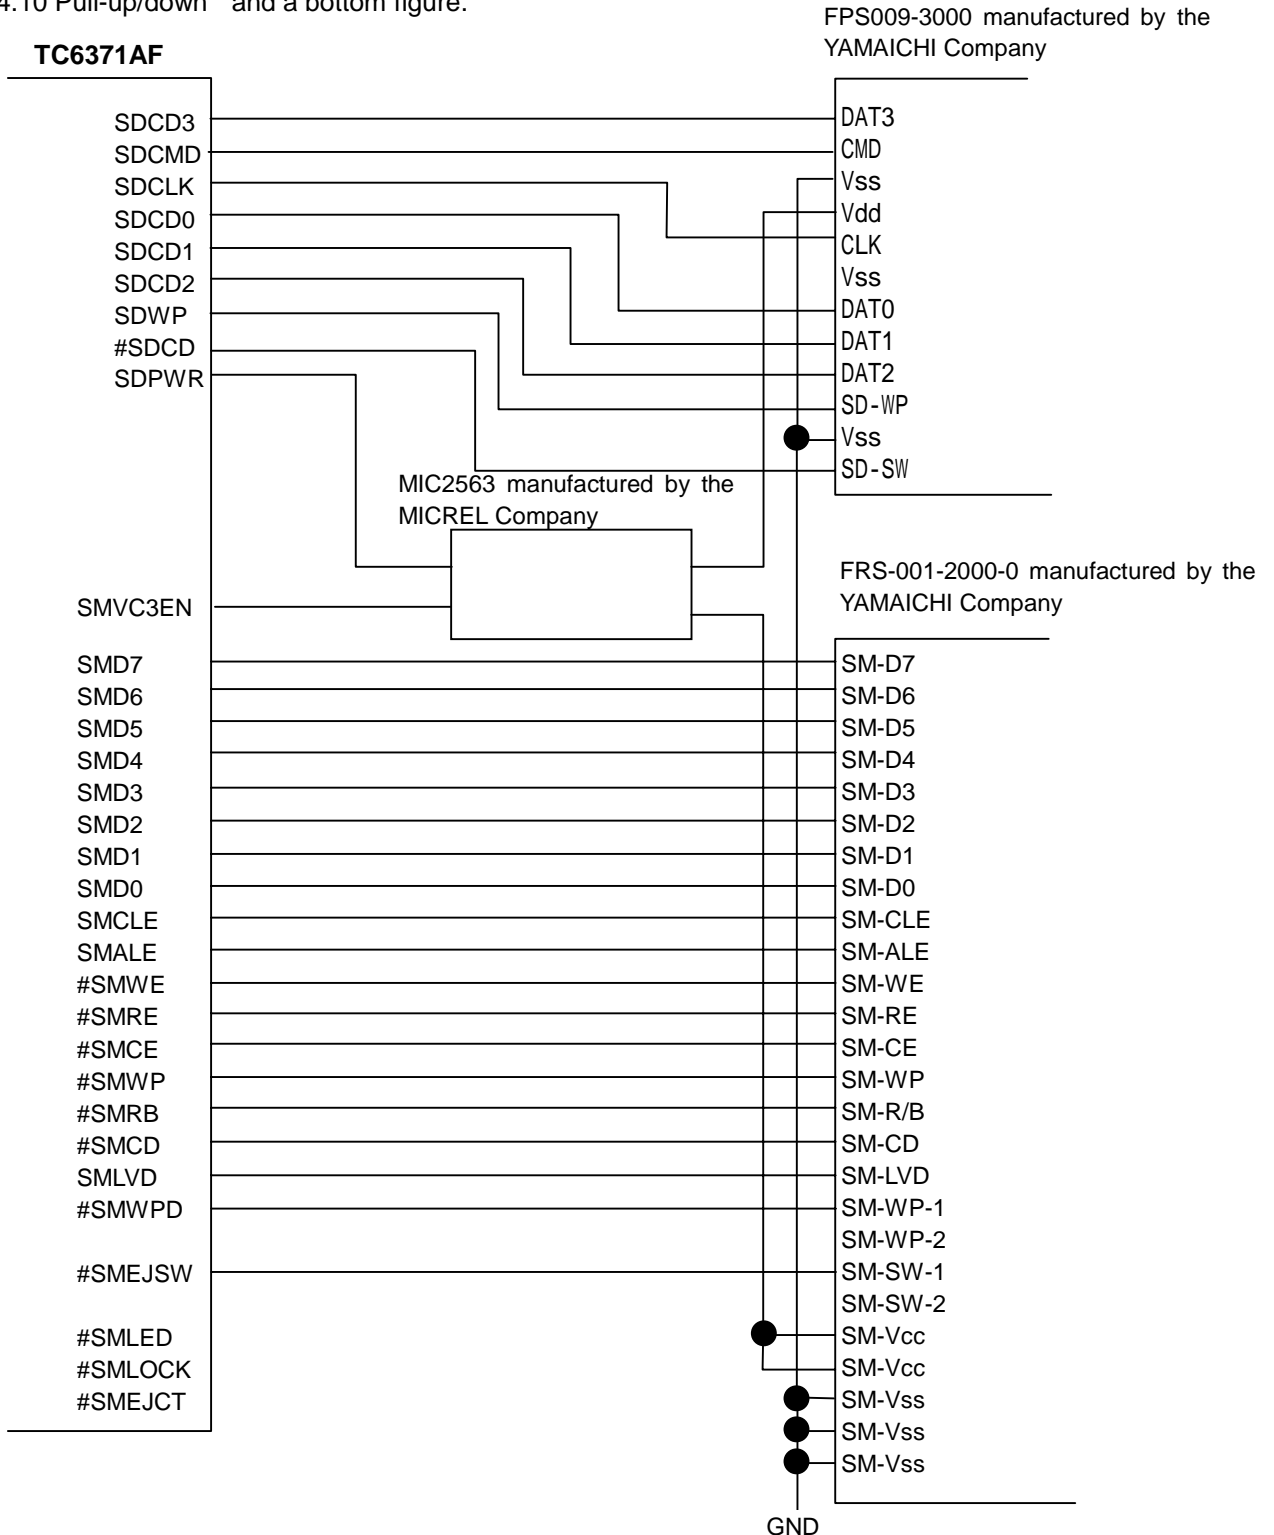 4.10 Pull-up/down" and a bottom figure.
FPS009-3000 manufactured by the
YAMAICHI Company
TC6371AF
SDCD3
SDCMD
SDCLK
SDCD0
SDCD1
SDCD2
SDWP
#SDCD
SDPWR
DAT3
CMD
Vss
Vdd
CLK
Vss
DAT0
DAT1
DAT2
SD-WP
Vss
SD-SW
MIC2563 manufactured by the
MICREL Company
FRS-001-2000-0 manufactured by the
YAMAICHI Company
SMVC3EN
SMD7
SMD6
SMD5
SMD4
SMD3
SMD2
SMD1
SMD0
SMCLE
SMALE
#SMWE
#SMRE
#SMCE
#SMWP
#SMRB
#SMCD
SMLVD
#SMWPD
#SMEJSW
#SMLED
#SMLOCK
#SMEJCT
SM-D7
SM-D6
SM-D5
SM-D4
SM-D3
SM-D2
SM-D1
SM-D0
SM-CLE
SM-ALE
SM-WE
SM-RE
SM-CE
SM-WP
SM-R/B
SM-CD
SM-LVD
SM-WP-1
SM-WP-2
SM-SW-1
SM-SW-2
SM-Vcc
SM-Vcc
SM-Vss
SM-Vss
SM-Vss
GND